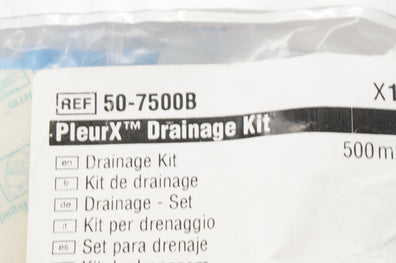 REF 50-7500B
X1
PleurX™ Drainage Kit
500 m
en Drainage Kit
fr Kit de drainage
de Drainage - Set
it Kit per drenaggio
es Set para drenaje